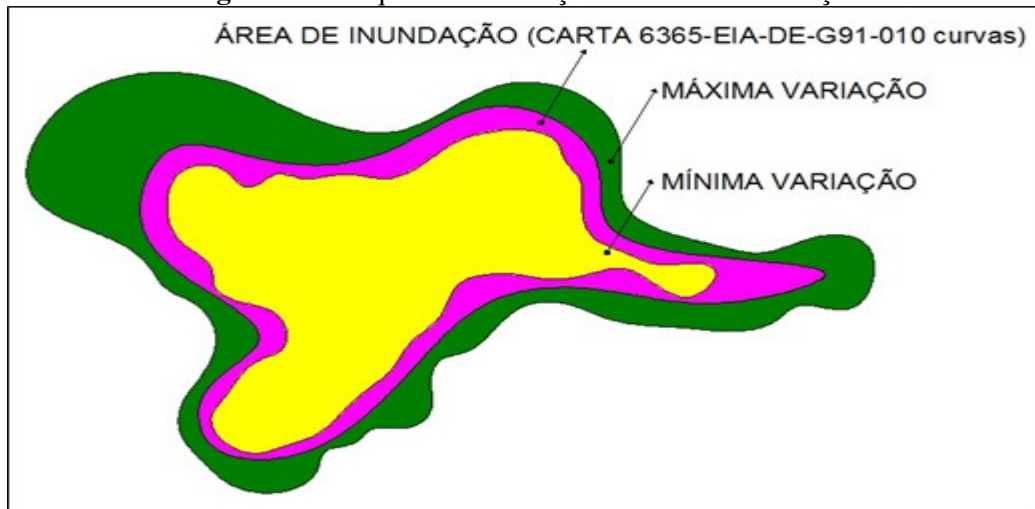 ÁREA DE INUNDAÇÃO (CARTA 6365-EIA-DE-G91-010 curvas)
MÁXIMA VARIAÇÃO
MÍNIMA VARIAÇÃO